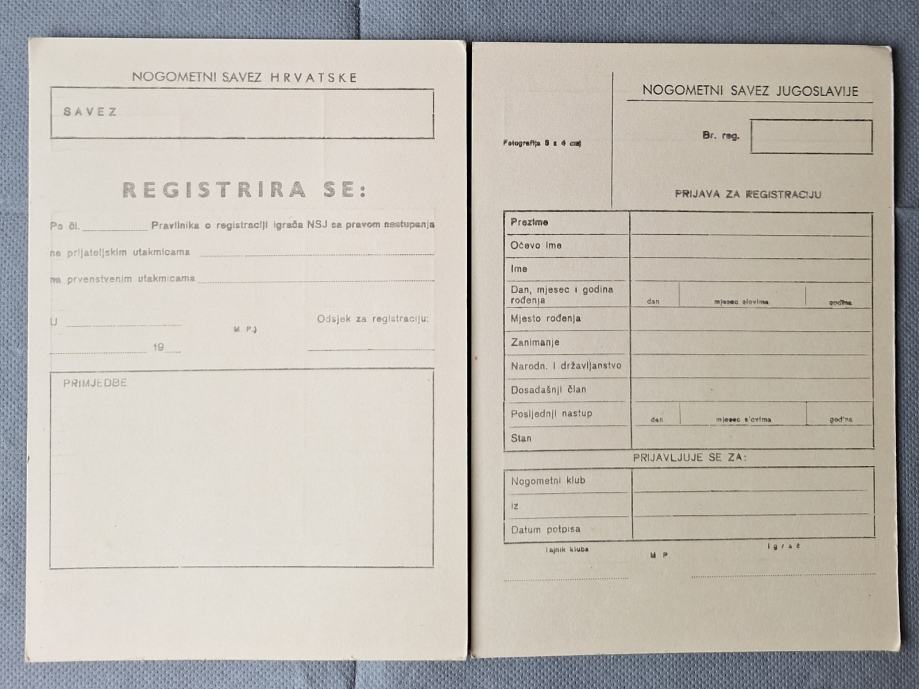 NOGOMETNI SAVEZ HRVATSKE
SAVEZ
REGISTRIRA SE:
Po čl. Pravilnika o registraciji igrača NSJ sa pravom nastupanja
na prijateljskim utakmicama
na prvenstvenim utakmicama
U
M. P.
Odsjek za registraciju:
19
PRIMJEDBE
NOGOMETNI SAVEZ JUGOSLAVIJE
Br. reg.
Fotografija 5 x 4 cm
PRIJAVA ZA REGISTRACIJU
Prezime
Očevo ime
Ime
Dan, mjesec i godina
rođenja
dan mjesec slovima godina
Mjesto rođenja
Zanimanje
Narodn. i državljanstvo
Dosadašnji član
Posljednji nastup
dan mjesec slovima godina
Stan
PRIJAVLJUJE SE ZA:
Nogometni klub
iz
Datum potpisa
Tajnik kluba
M P
Igrač